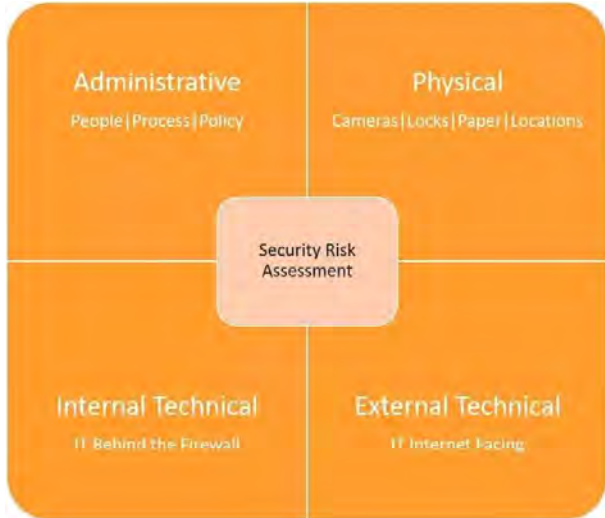 Administrative
People|Process|Policy
Physical
Cameras|Locks|Paper|Locations
Security Risk
Assessment
Internal Technical
IT Behind the Firewall
External Technical
IT Internet Facing